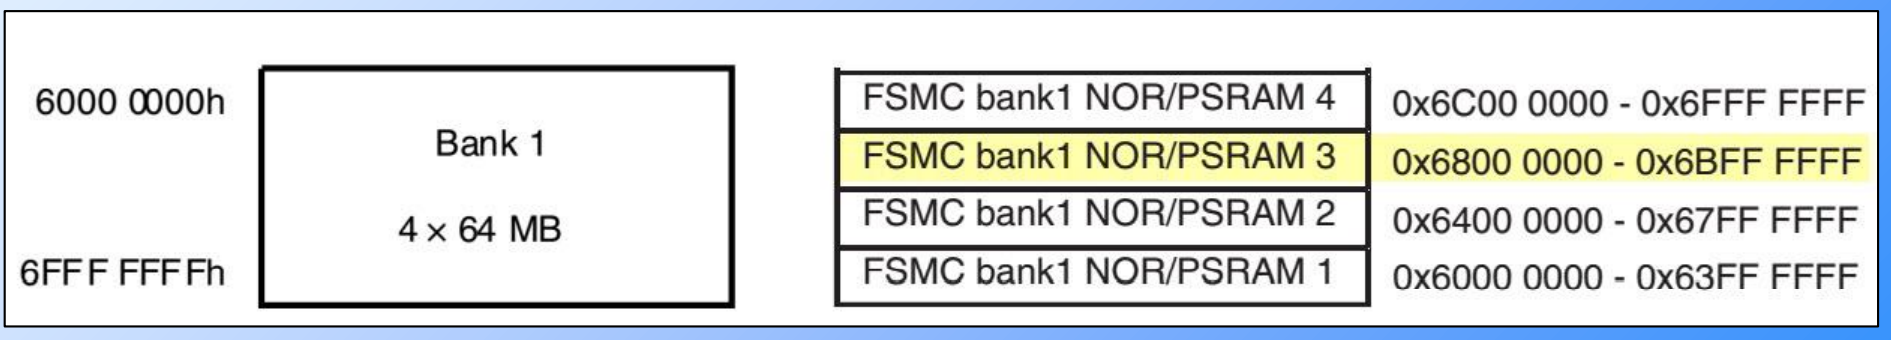 6000 0000h
Bank 1
4 × 64 MB
6FFF FFFFh
FSMC bank1 NOR/PSRAM 4 0x6C00 0000 - 0x6FFF FFFF
FSMC bank1 NOR/PSRAM 3 0x6800 0000 - 0x6BFF FFFF
FSMC bank1 NOR/PSRAM 2 0x6400 0000 - 0x67FF FFFF
FSMC bank1 NOR/PSRAM 1 0x6000 0000 - 0x63FF FFFF